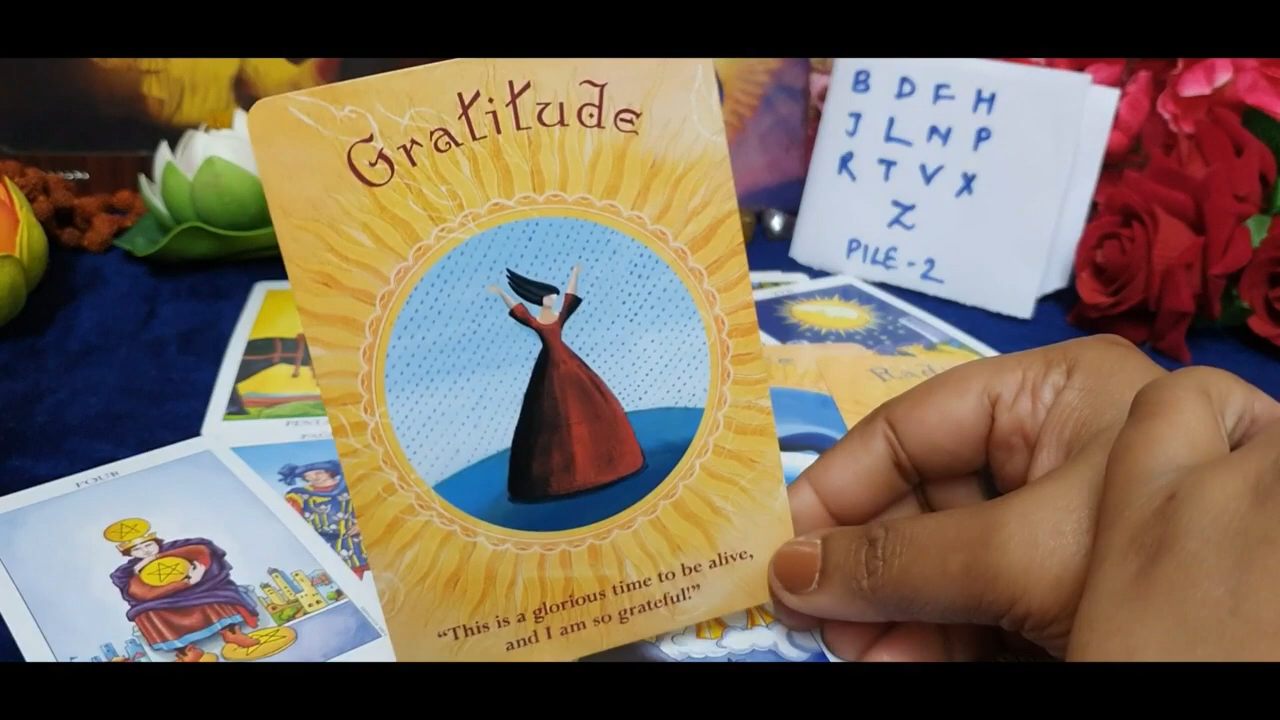 Gratitude
"This is a glorious time to be alive,
and I am so grateful!"
B D F H
J L N P
R T V X
Z
PILE-2
FOUR